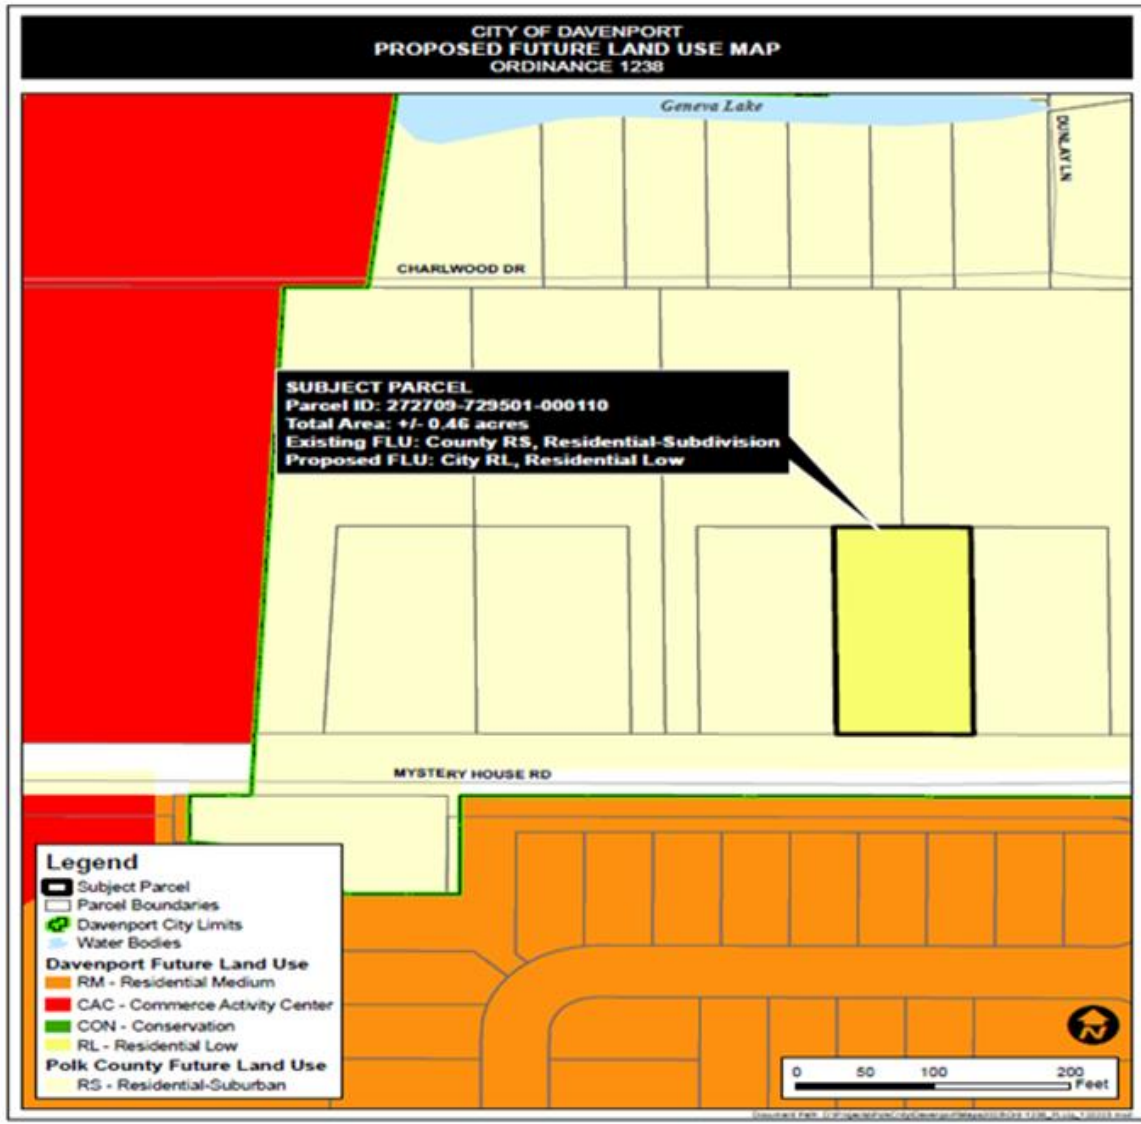 CITY OF DAVENPORT
PROPOSED FUTURE LAND USE MAP
ORDINANCE 1238
Geneva Lake
DUNLAY LN
CHARLWOOD DR
SUBJECT PARCEL
Parcel ID: 272709-729501-000110
Total Area: +/- 0.46 acres
Existing FLU: County RS, Residential-Subdivision
Proposed FLU: City RL, Residential Low
MYSTERY HOUSE RD
Legend
Subject Parcel
Parcel Boundaries
Davenport City Limits
Water Bodies
Davenport Future Land Use
RM - Residential Medium
CAC - Commerce Activity Center
CON - Conservation
RL - Residential Low
Polk County Future Land Use
RS - Residential-Suburban
N
0 50 100 200
Feet
Document Path: